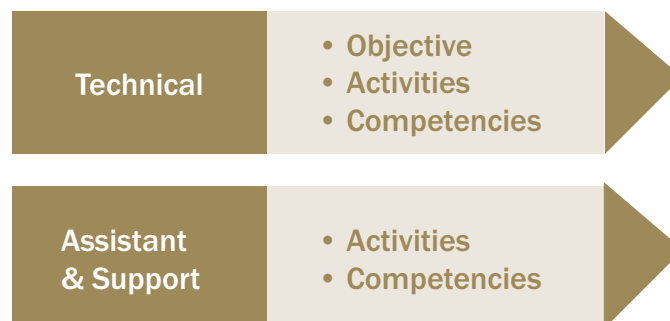 Technical
• Objective
• Activities
• Competencies
Assistant
& Support
• Activities
• Competencies